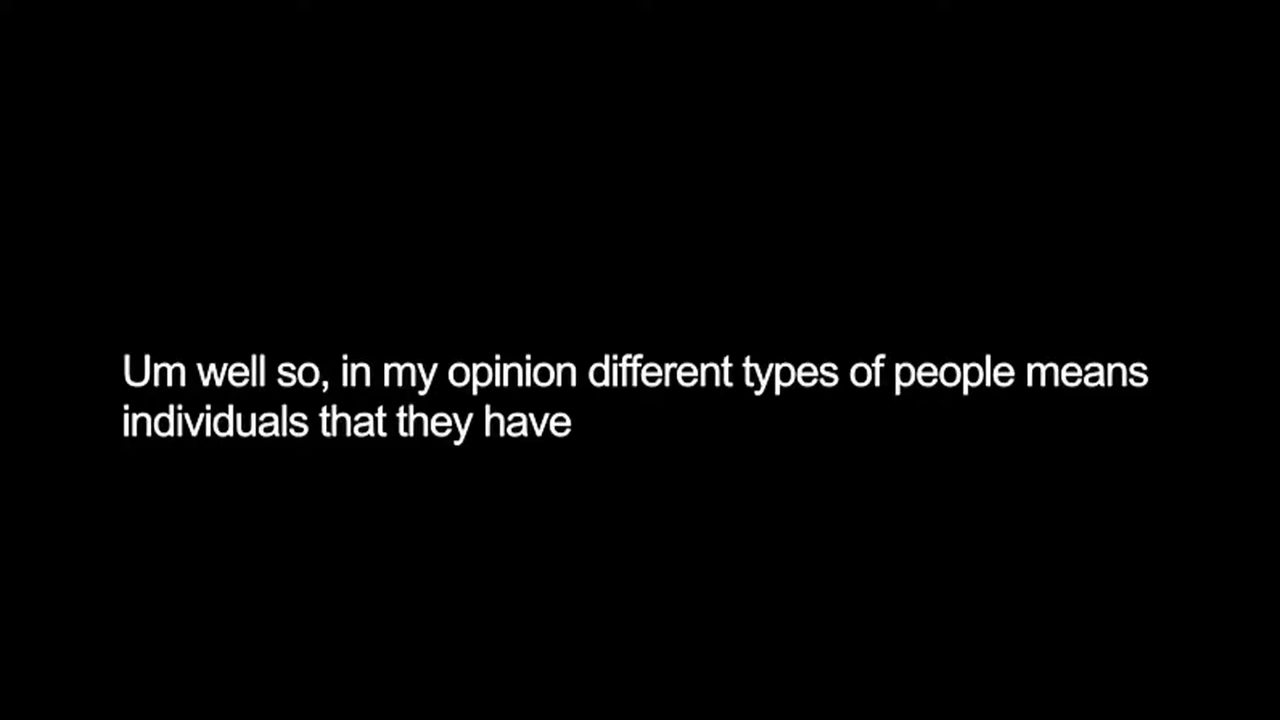 Um well so, in my opinion different types of people means
individuals that they have